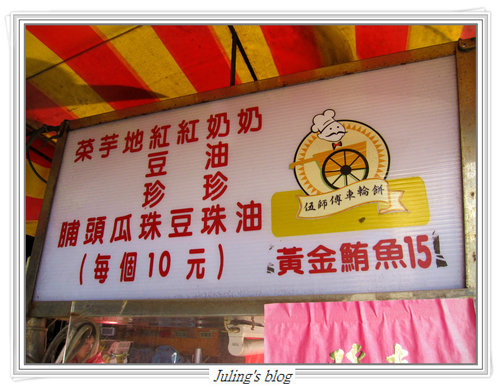 奶油
奶油珍珠
紅豆
紅豆珍珠
地瓜
芋頭
菜脯
(每個10元)
伍師傅車輪餅
黃金鮪魚15
Juling's blog